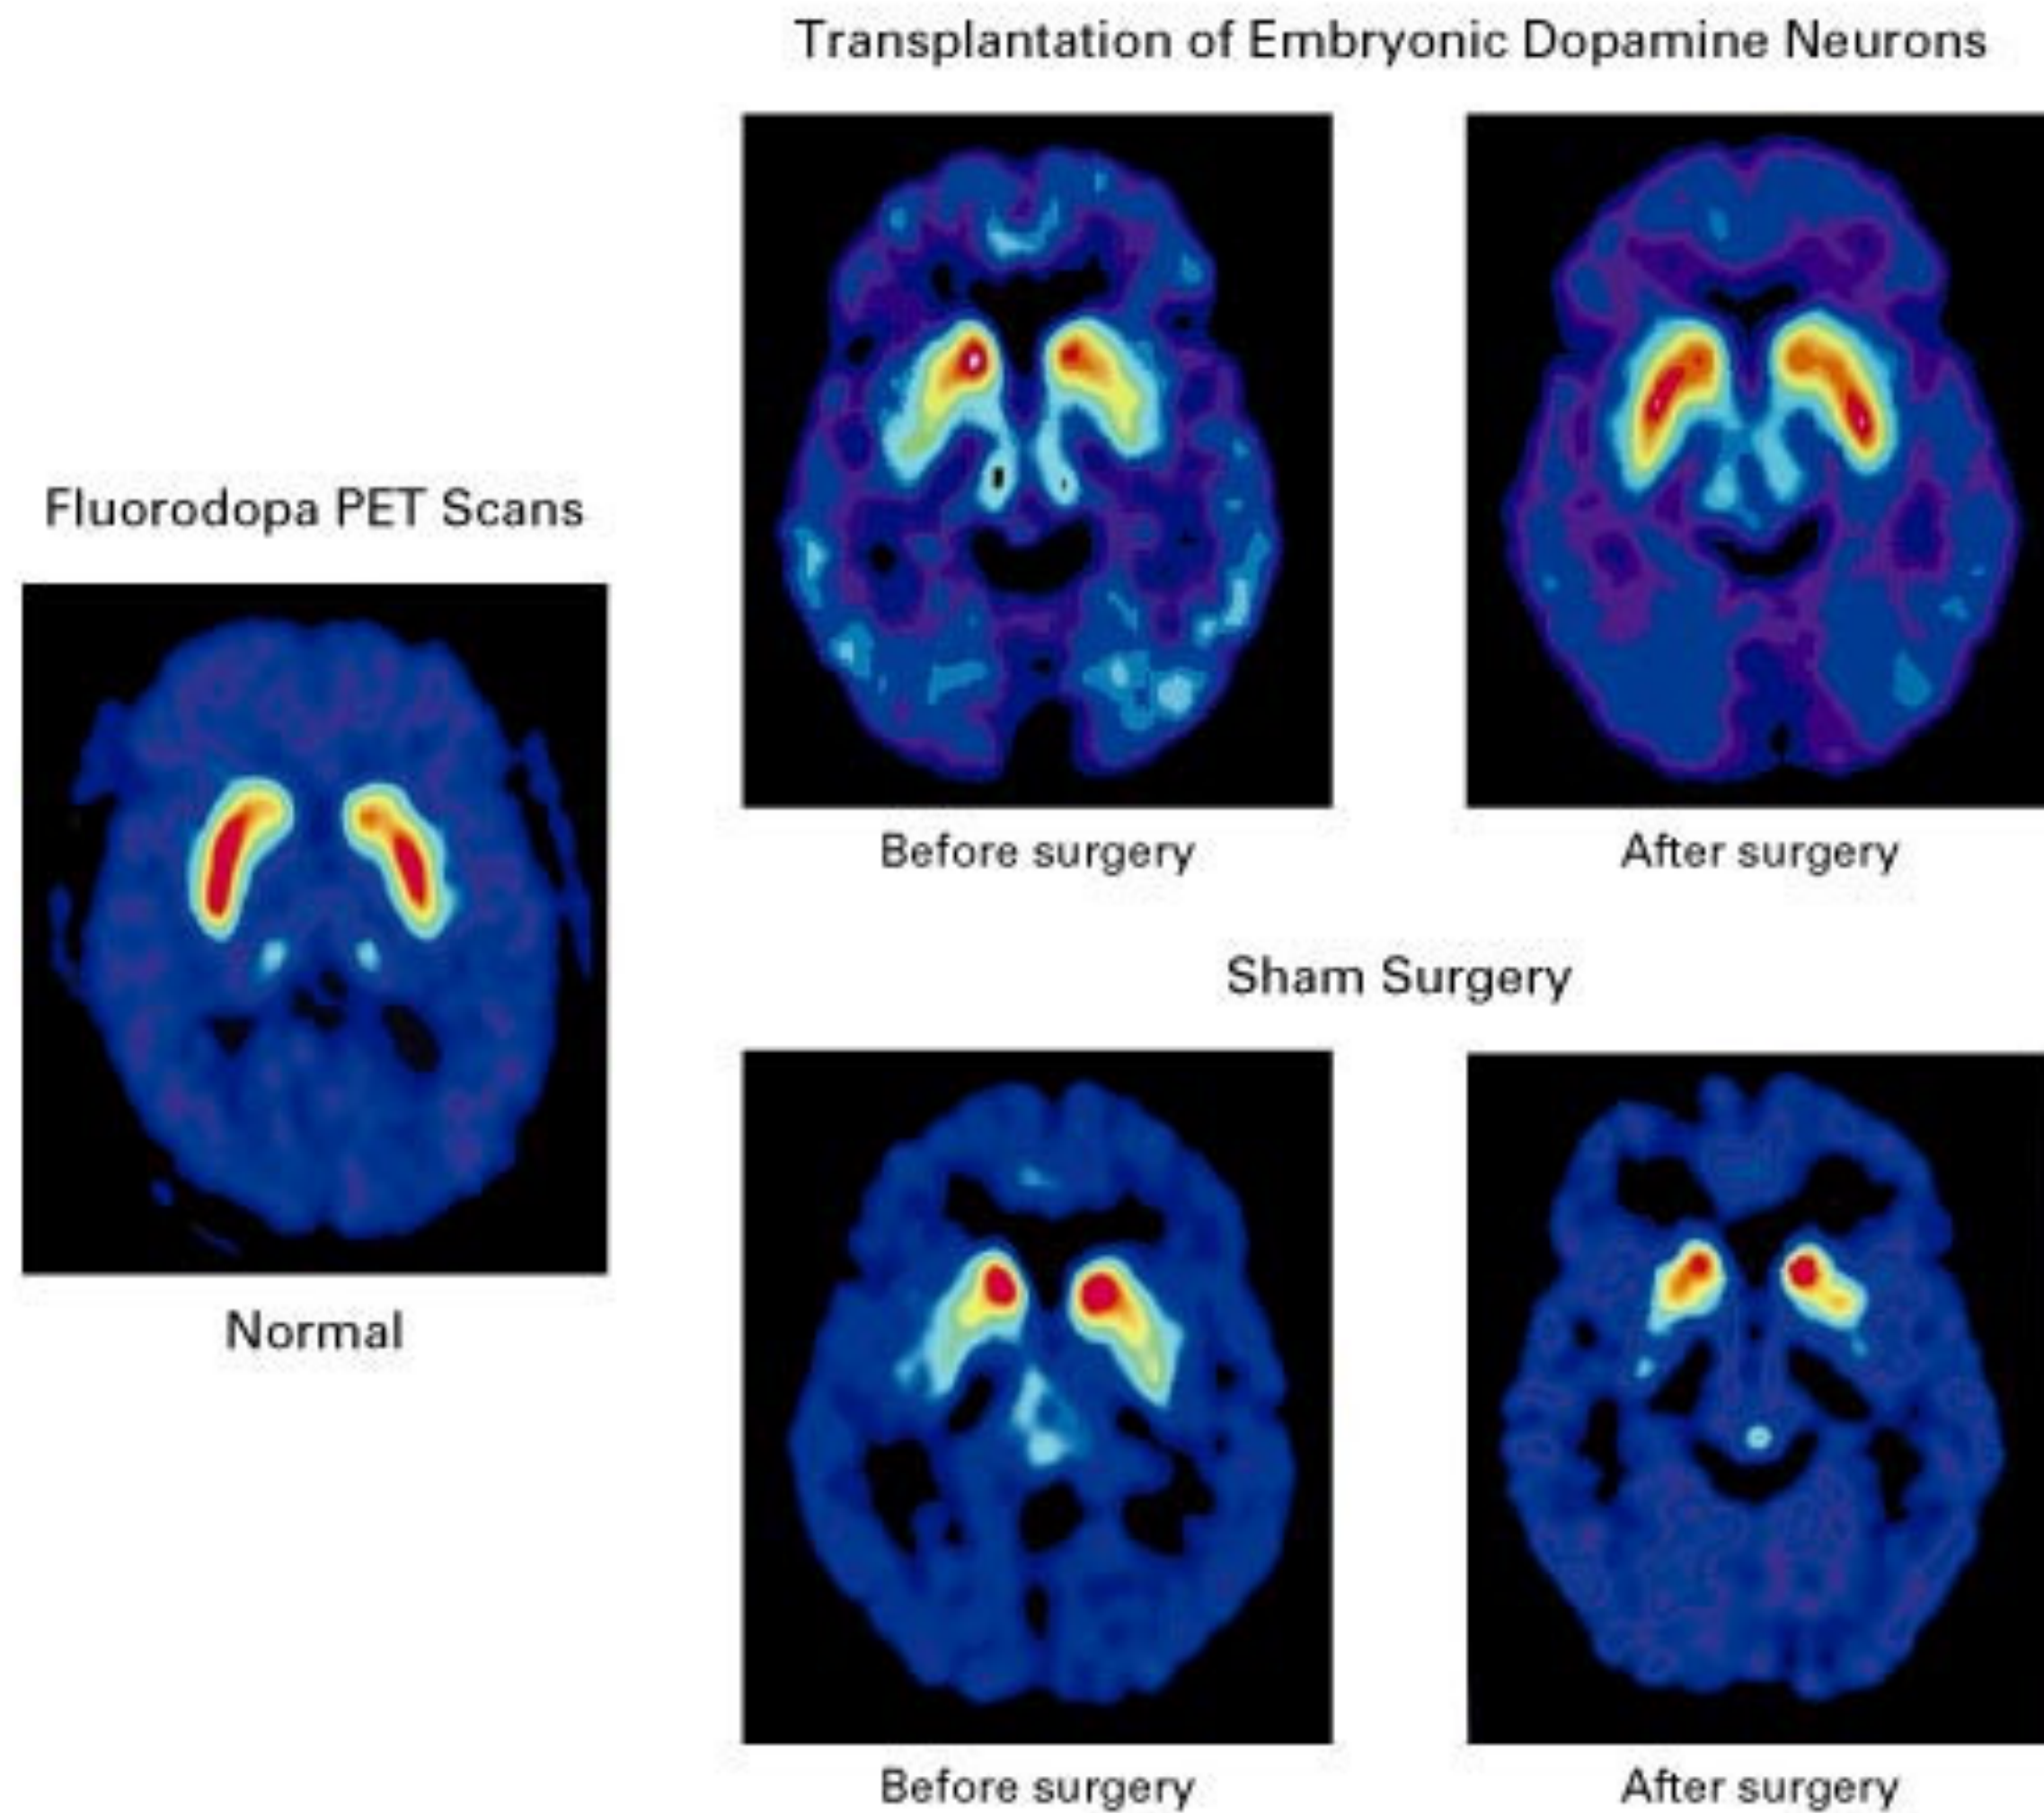 Transplantation of Embryonic Dopamine Neurons
Fluorodopa PET Scans
Before surgery
After surgery
Sham Surgery
Normal
Before surgery
After surgery